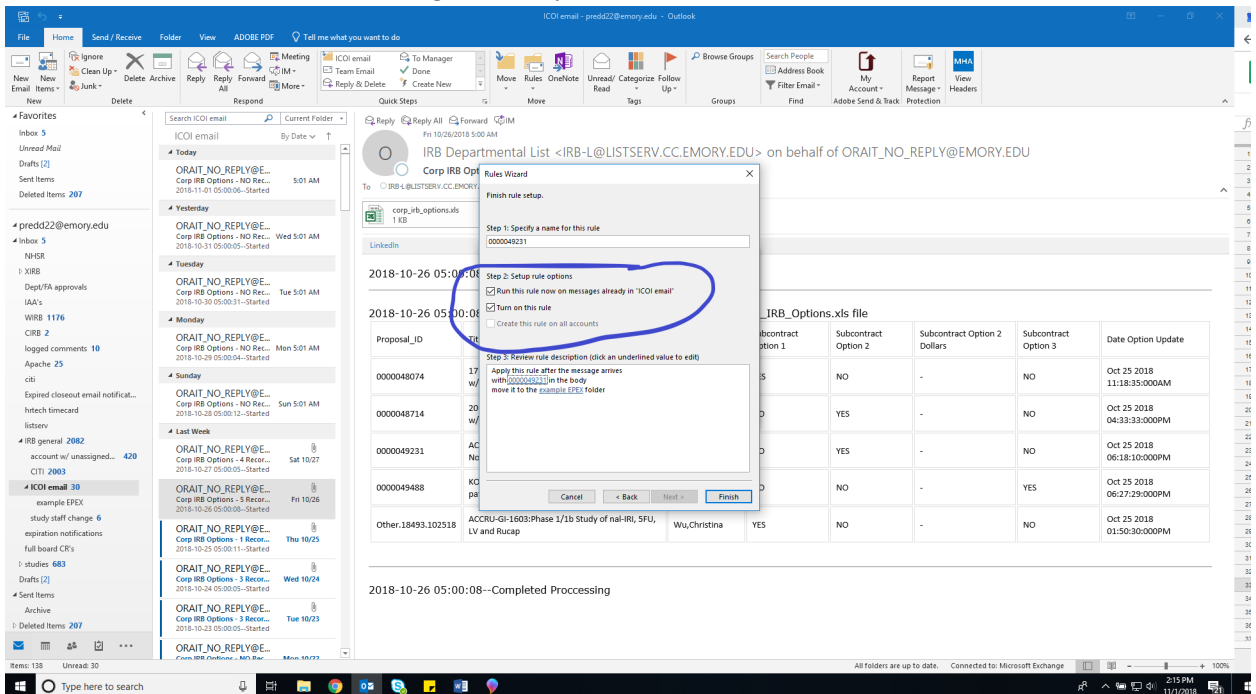 ICOI email - predd22@emory.edu - Outlook
File Home Send / Receive Folder View ADOBE PDF Tell me what you want to do
New Email
New Items
Ignore
Clean Up
Junk
Delete
Archive
Reply
Reply All
Forward
Meeting
IM
More
ICOI email
Team Email
Reply & Delete
To Manager
Done
Create New
Move
Rules
OneNote
Unread/ Read
Categorize
Follow Up
Browse Groups
Search People
Address Book
Filter Email
My Account
Report Message
MHA
View Headers
New Delete Respond Quick Steps Move Tags Groups Find Adobe Send & Track Protection
Favorites
Inbox 5
Unread Mail
Drafts [2]
Sent Items
Deleted Items 207
predd22@emory.edu
Inbox 5
NHSR
XIRB
Dept/FA approvals
IAA's
WIRB 1176
CIRB 2
logged comments 10
Apache 25
citi
Expired closeout email notificat...
hrtech timecard
listserv
IRB general 2082
account w/ unassigned... 420
CITI 2003
ICOI email 30
example EPEX
study staff change 6
expiration notifications
full board CR's
studies 683
Drafts [2]
Sent Items
Archive
Deleted Items 207
Search ICOI email Current Folder
ICOI email By Date
Today
ORAIT_NO_REPLY@E...
Corp IRB Options - NO Rec... 5:01 AM
2018-11-01 05:00:06--Started
Yesterday
ORAIT_NO_REPLY@E...
Corp IRB Options - NO Rec... Wed 5:01 AM
2018-10-31 05:00:05--Started
Tuesday
ORAIT_NO_REPLY@E...
Corp IRB Options - NO Rec... Tue 5:01 AM
2018-10-30 05:00:31--Started
Monday
ORAIT_NO_REPLY@E...
Corp IRB Options - NO Rec... Mon 5:01 AM
2018-10-29 05:00:04--Started
Sunday
ORAIT_NO_REPLY@E...
Corp IRB Options - NO Rec... Sun 5:01 AM
2018-10-28 05:00:12--Started
Last Week
ORAIT_NO_REPLY@E...
Corp IRB Options - 4 Recor... Sat 10/27
2018-10-27 05:00:05--Started
ORAIT_NO_REPLY@E...
Corp IRB Options - 5 Recor... Fri 10/26
2018-10-26 05:00:08--Started
ORAIT_NO_REPLY@E...
Corp IRB Options - 1 Recor... Thu 10/25
2018-10-25 05:00:11--Started
ORAIT_NO_REPLY@E...
Corp IRB Options - 3 Recor... Wed 10/24
2018-10-24 05:00:05--Started
ORAIT_NO_REPLY@E...
Corp IRB Options - 3 Recor... Tue 10/23
2018-10-23 05:00:05--Started
ORAIT_NO_REPLY@E...
Corp IRB Options - NO Rec... Mon 10/22
Reply Reply All Forward IM
Fri 10/26/2018 5:00 AM
O
IRB Departmental List <IRB-L@LISTSERV.CC.EMORY.EDU> on behalf of ORAIT_NO_REPLY@EMORY.EDU
Corp IRB Opt
To IRB-L@LISTSERV.CC.EMORY.
corp_irb_options.xls
1 KB
LinkedIn
2018-10-26 05:00:08
2018-10-26 05:00:08 _IRB_Options.xls file
Proposal_ID Tit Subcontract Option 2 Subcontract Option 2 Dollars Subcontract Option 3 Date Option Update
0000048074 NO - NO Oct 25 2018 11:18:35:000AM
0000048714 YES - NO Oct 25 2018 04:33:33:000PM
0000049231 YES - NO Oct 25 2018 06:18:10:000PM
0000049488 NO - YES Oct 25 2018 06:27:29:000PM
Other.18493.102518 ACCRU-GI-1603:Phase 1/1b Study of nal-IRI, 5FU, LV and Rucap Wu,Christina YES NO - NO Oct 25 2018 01:50:30:000PM
2018-10-26 05:00:08--Completed Proccessing
Rules Wizard
Finish rule setup.
Step 1: Specify a name for this rule
0000049231
Step 2: Setup rule options
Run this rule now on messages already in "ICOI email"
Turn on this rule
Create this rule on all accounts
Step 3: Review rule description (click an underlined value to edit)
Apply this rule after the message arrives
with 0000049231 in the body
move it to the example EPEX folder
Cancel < Back Next > Finish
Items: 138 Unread: 30 All folders are up to date. Connected to: Microsoft Exchange 100%
Type here to search
2:15 PM
11/1/2018